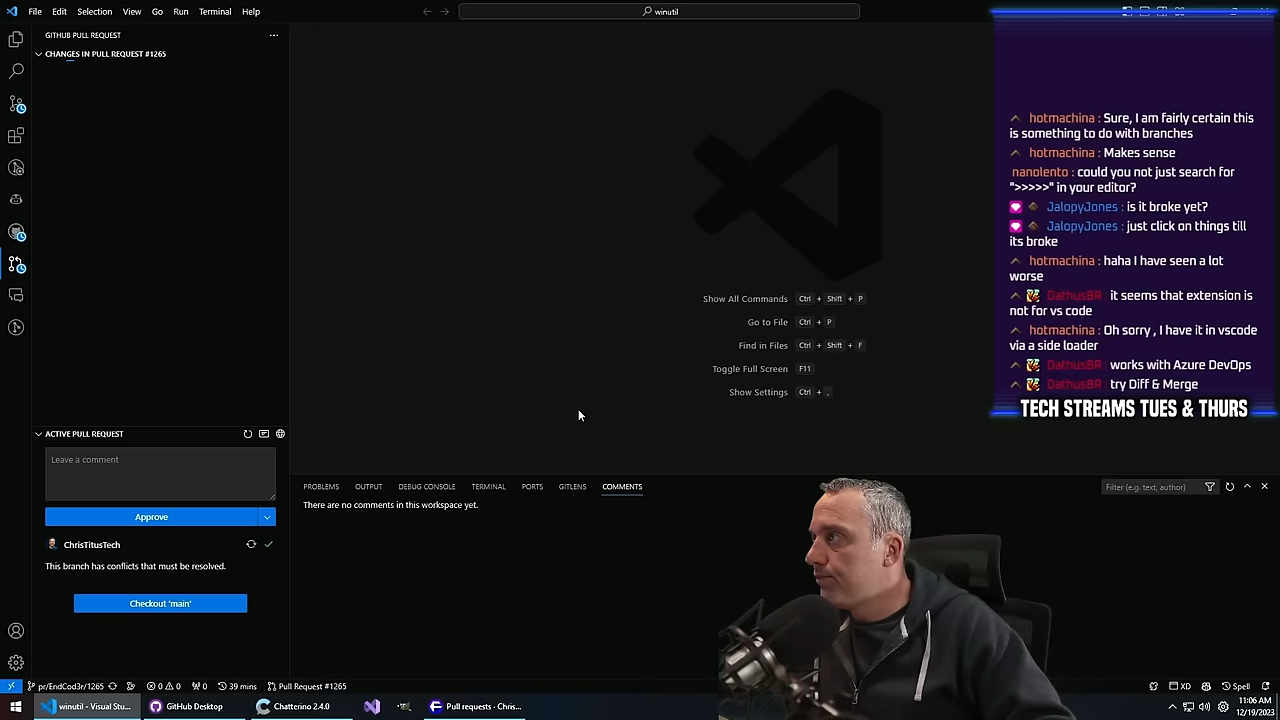 File Edit Selection View Go Run Terminal Help
winutil
GITHUB PULL REQUEST
CHANGES IN PULL REQUEST #1265
Show All Commands Ctrl + Shift + P
Go to File Ctrl + P
Find in Files Ctrl + Shift + F
Toggle Full Screen F11
Show Settings Ctrl + ,
hotmachina : Sure, I am fairly certain this
is something to do with branches
hotmachina : Makes sense
nanolento : could you not just search for
">>>>>" in your editor?
JalopyJones : is it broke yet?
JalopyJones : just click on things till
its broke
hotmachina : haha I have seen a lot
worse
DathusBR : it seems that extension is
not for vs code
hotmachina : Oh sorry , I have it in vscode
via a side loader
DathusBR : works with Azure DevOps
DathusBR : try Diff & Merge
TECH STREAMS TUES & THURS
ACTIVE PULL REQUEST
Leave a comment
Approve
ChrisTitusTech
This branch has conflicts that must be resolved.
Checkout 'main'
PROBLEMS OUTPUT DEBUG CONSOLE TERMINAL PORTS GITLENS COMMENTS
Filter (e.g. text, author)
There are no comments in this workspace yet.
pr/EndCod3r/1265 0 0 0 39 mins Pull Request #1265
XD Spell
winutil - Visual Stu... GitHub Desktop Chatterino 2.4.0 Pull requests · Chris...
11:06 AM
12/19/2023